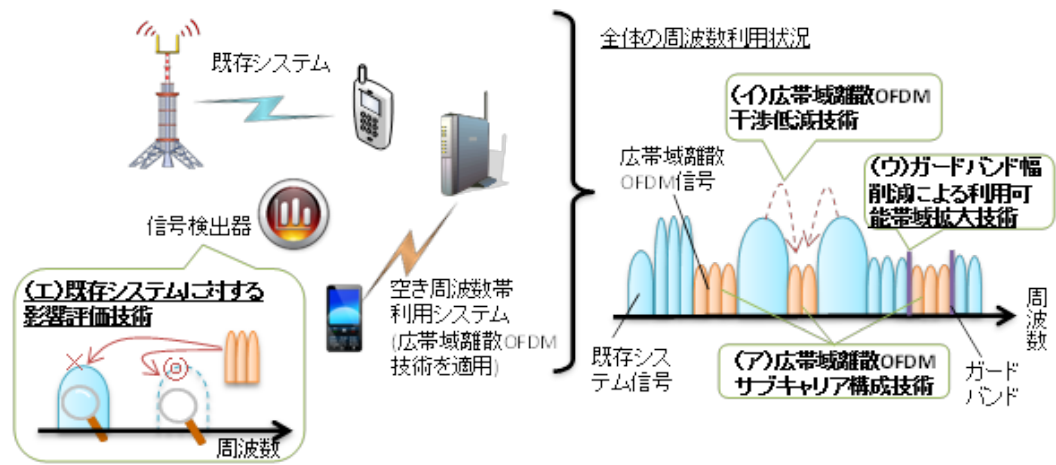 既存システム
信号検出器
(エ)既存システムに対する
影響評価技術
周波数
空き周波数帯
利用システム
(広帯域離散OFDM
技術を適用)
全体の周波数利用状況
(イ)広帯域離散OFDM
干渉低減技術
広帯域離散
OFDM信号
(ウ)ガードバンド幅
削減による利用可
能帯域拡大技術
周波数
既存シス
テム信号
(ア)広帯域離散OFDM
サブキャリア構成技術
ガード
バンド